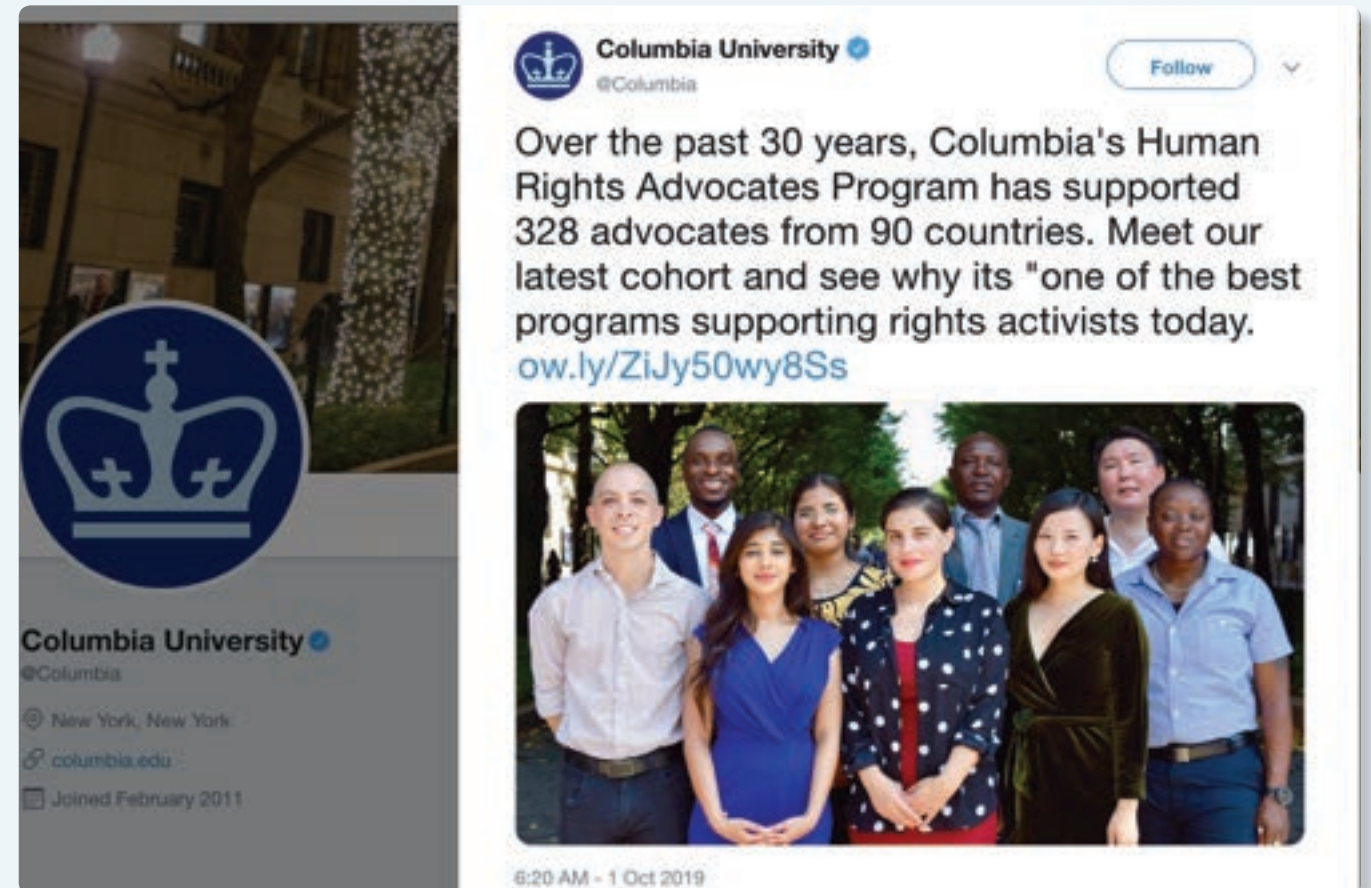 Columbia University
@Columbia
Follow
Over the past 30 years, Columbia's Human
Rights Advocates Program has supported
328 advocates from 90 countries. Meet our
latest cohort and see why its "one of the best
programs supporting rights activists today.
ow.ly/ZiJy50wy8Ss
6:20 AM - 1 Oct 2019
Columbia University
@Columbia
New York, New York
columbia.edu
Joined February 2011